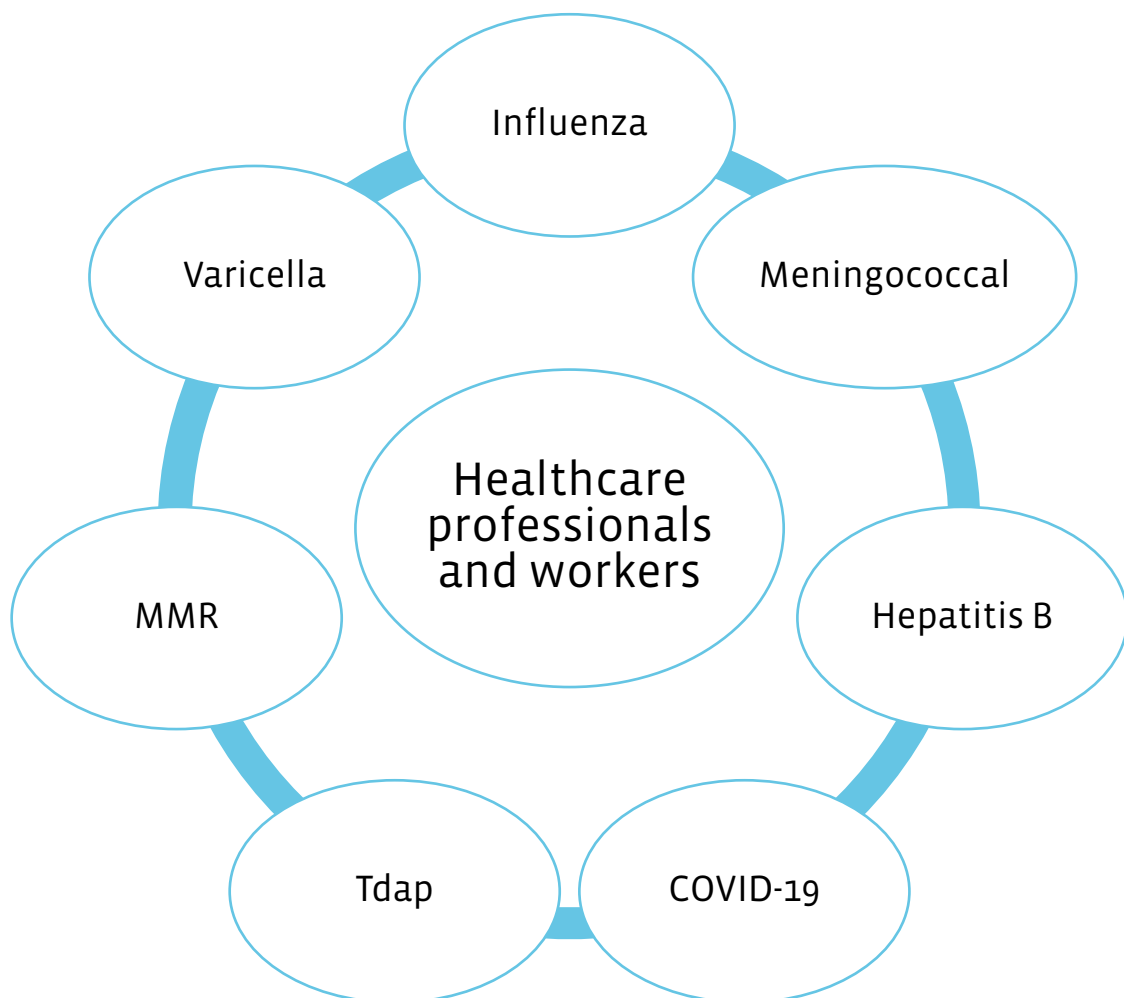 Influenza
Varicella
Meningococcal
Healthcare
professionals
and workers
MMR
Hepatitis B
Tdap
COVID-19